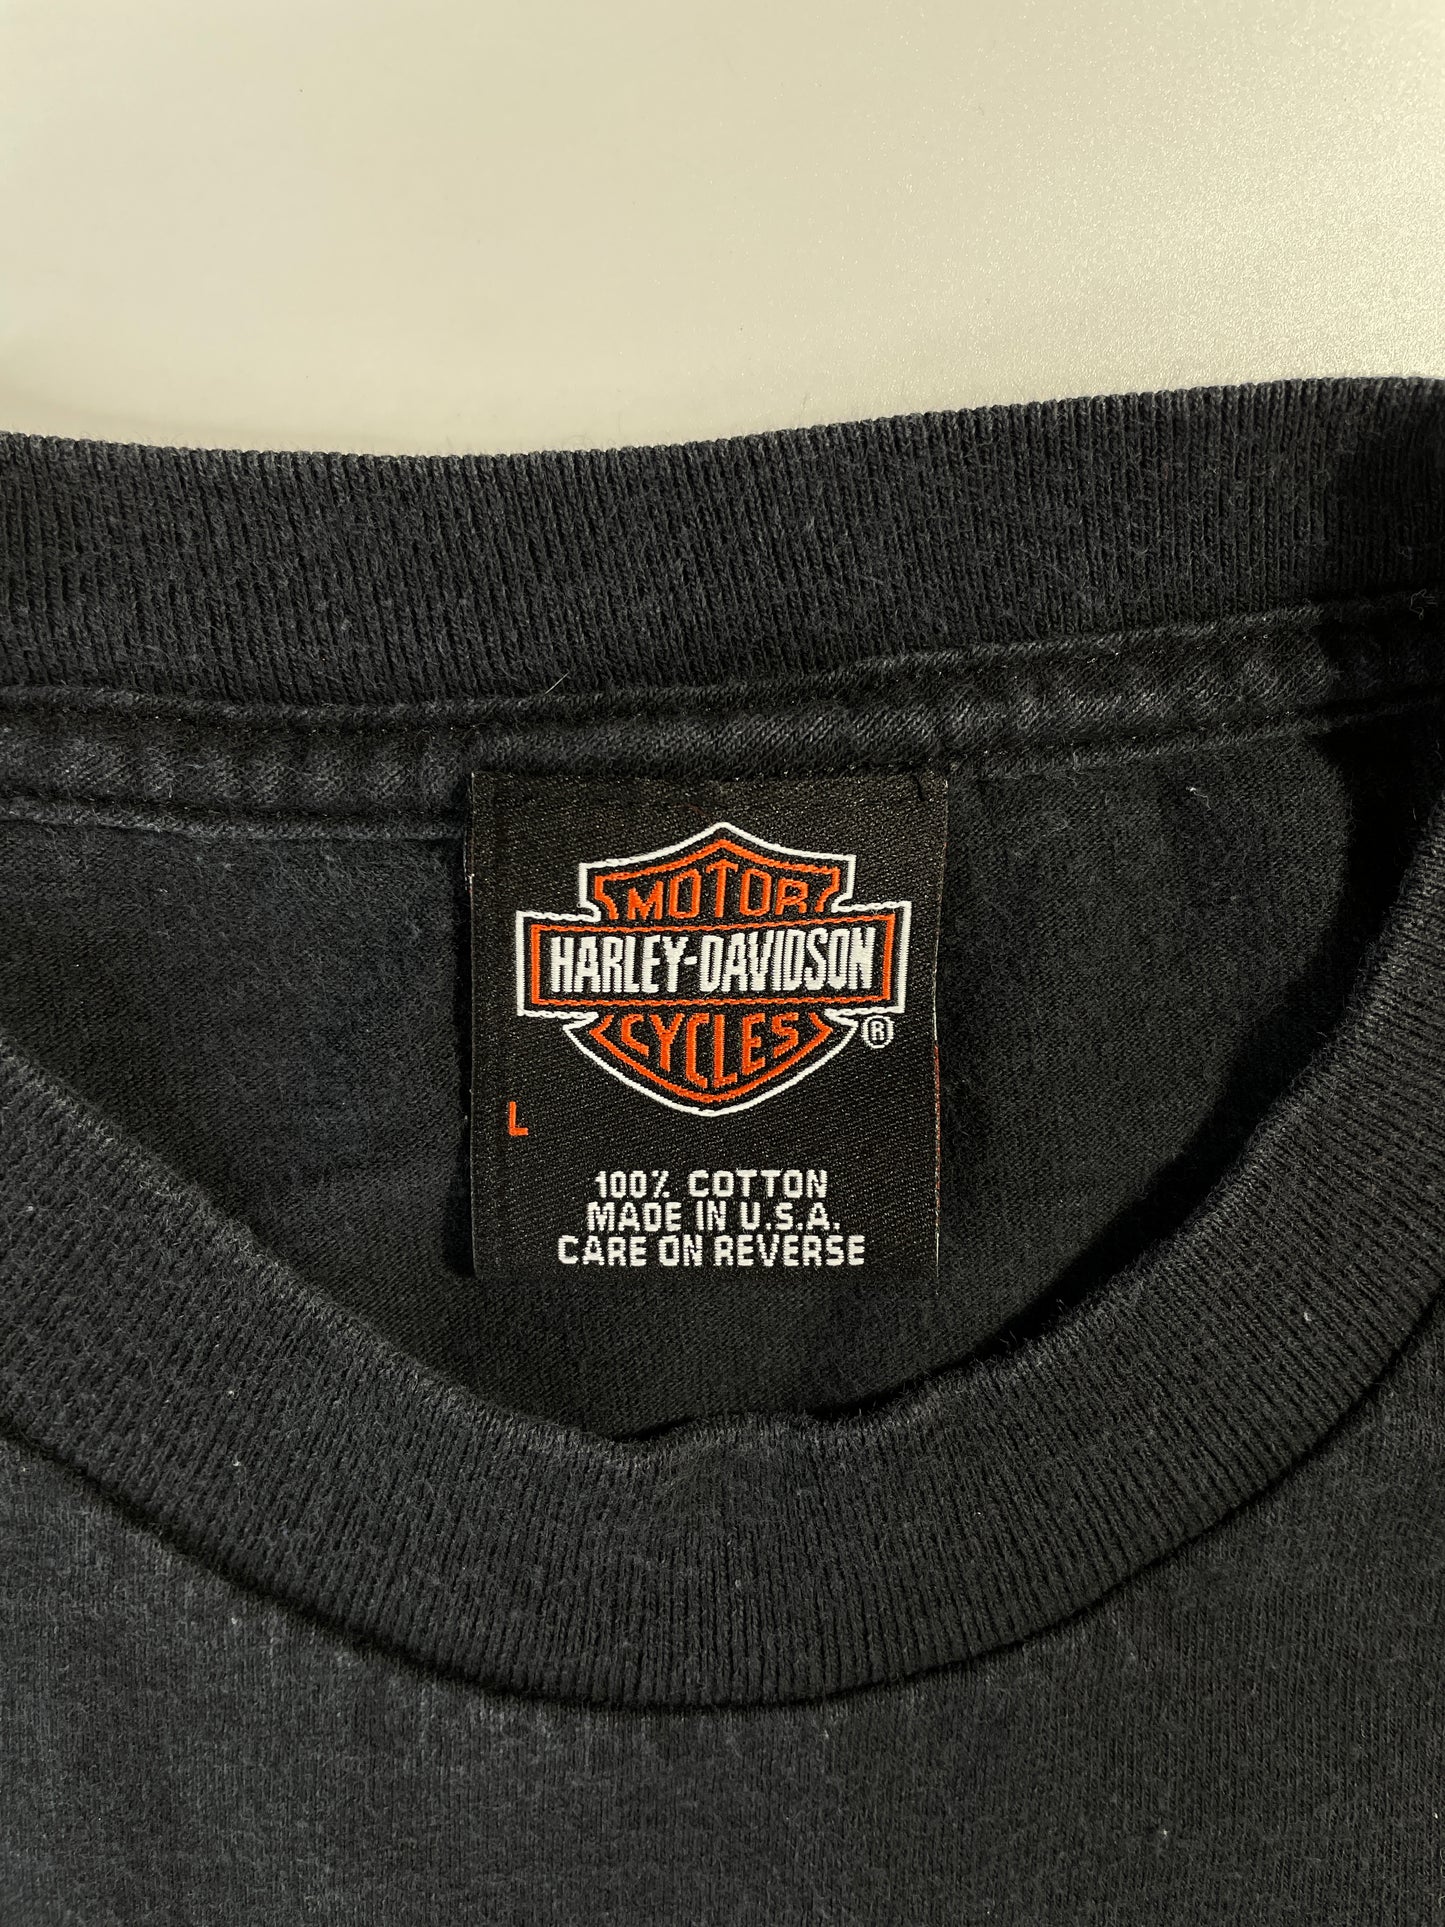 MOTOR
HARLEY-DAVIDSON
CYCLES
®
L
100% COTTON
MADE IN U.S.A.
CARE ON REVERSE